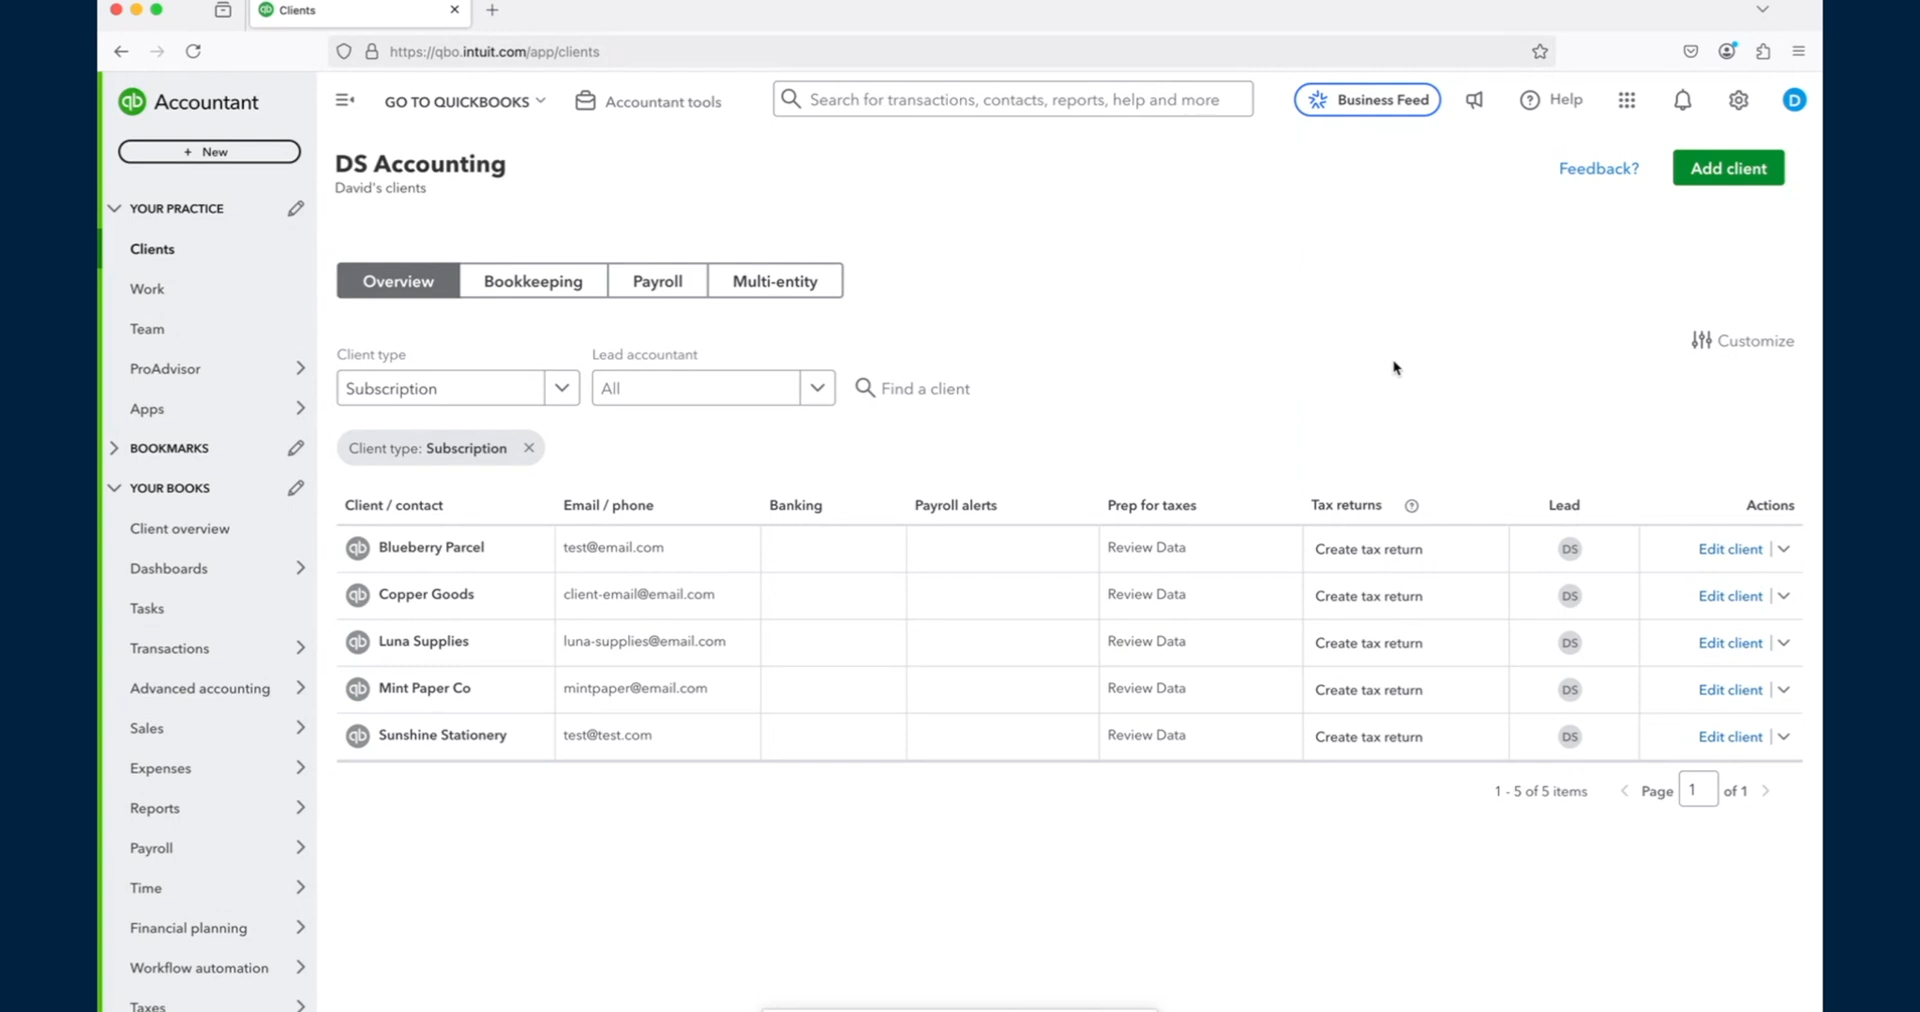 Clients
https://qbo.intuit.com/app/clients
qb Accountant
GO TO QUICKBOOKS
Accountant tools
Search for transactions, contacts, reports, help and more
Business Feed
Help
D
+ New
DS Accounting
David's clients
Feedback?
Add client
YOUR PRACTICE
Clients
Work
Team
ProAdvisor
Apps
BOOKMARKS
YOUR BOOKS
Client overview
Dashboards
Tasks
Transactions
Advanced accounting
Sales
Expenses
Reports
Payroll
Time
Financial planning
Workflow automation
Taxes
Overview Bookkeeping Payroll Multi-entity
Customize
Client type Lead accountant
Subscription All Find a client
Client type: Subscription
Client / contact Email / phone Banking Payroll alerts Prep for taxes Tax returns Lead Actions
qb Blueberry Parcel test@email.com Review Data Create tax return DS Edit client
qb Copper Goods client-email@email.com Review Data Create tax return DS Edit client
qb Luna Supplies luna-supplies@email.com Review Data Create tax return DS Edit client
qb Mint Paper Co mintpaper@email.com Review Data Create tax return DS Edit client
qb Sunshine Stationery test@test.com Review Data Create tax return DS Edit client
1 - 5 of 5 items Page 1 of 1